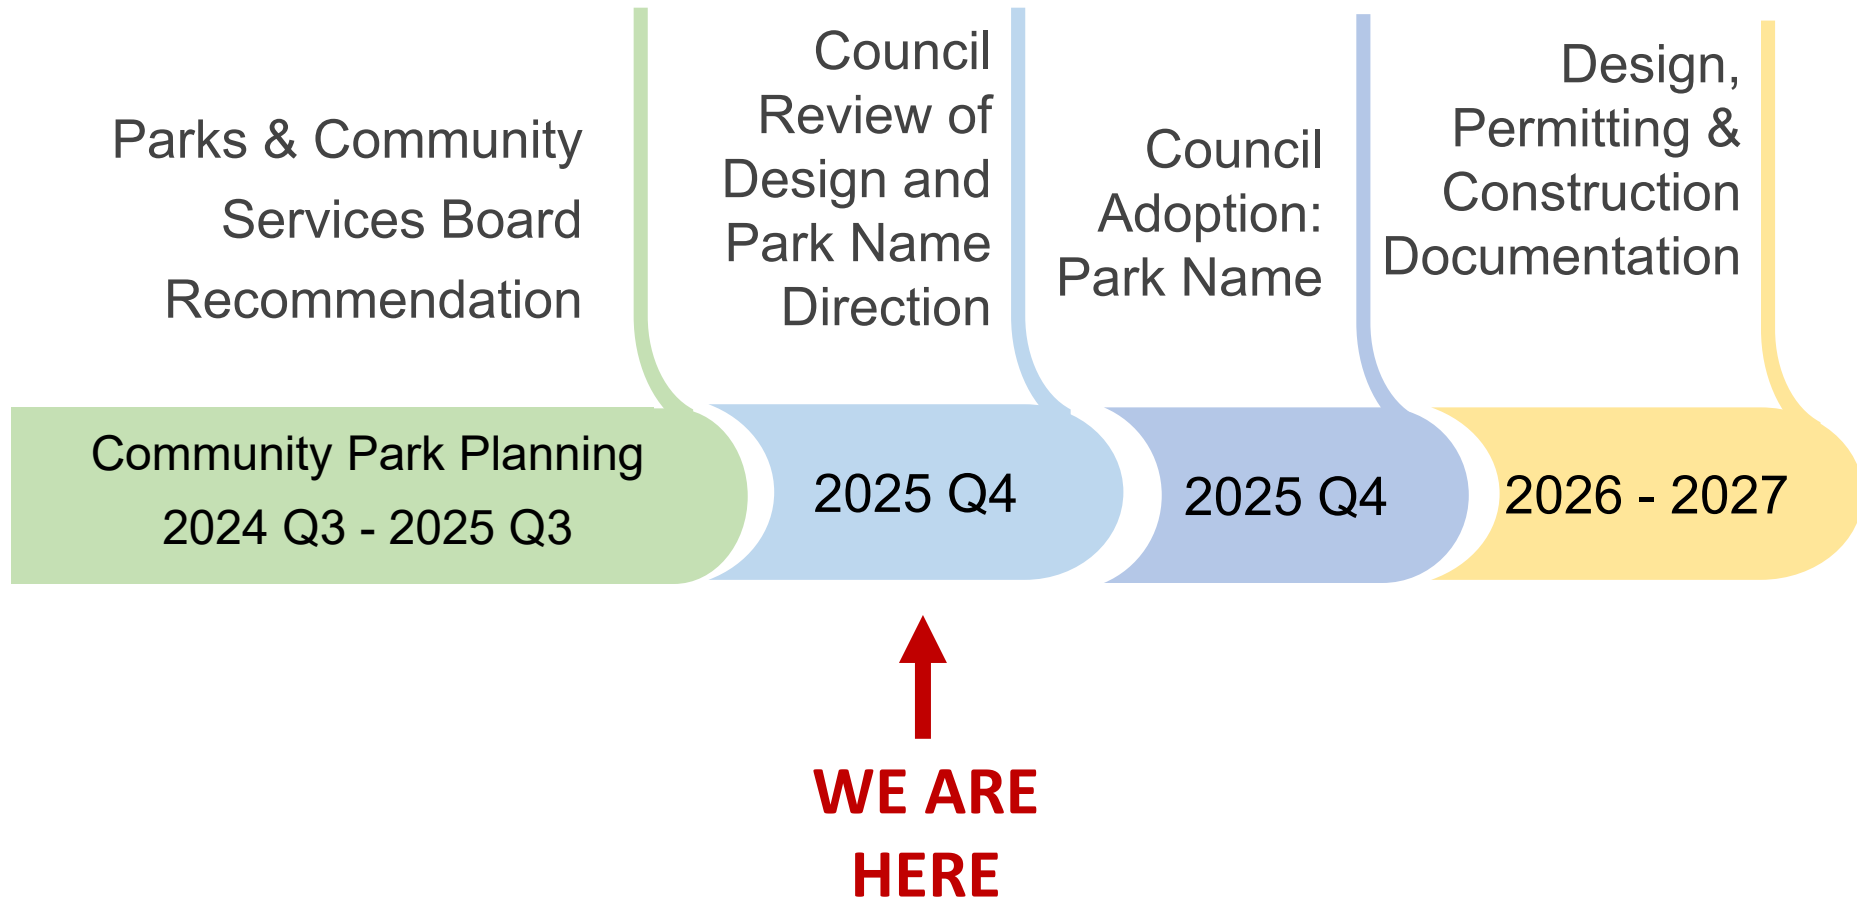 Parks & Community
Services Board
Recommendation
Community Park Planning
2024 Q3 - 2025 Q3
Council
Review of
Design and
Park Name
Direction
2025 Q4
Council
Adoption:
Park Name
2025 Q4
Design,
Permitting &
Construction
Documentation
2026 - 2027
WE ARE
HERE